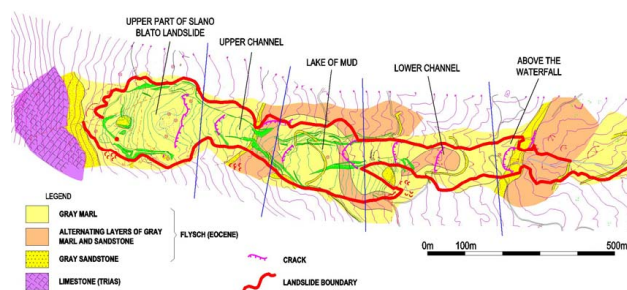 UPPER PART OF SLANO
BLATO LANDSLIDE
UPPER CHANNEL
LAKE OF MUD
LOWER CHANNEL
ABOVE THE
WATERFALL
LEGEND
GRAY MARL
ALTERNATING LAYERS OF GRAY
MARL AND SANDSTONE
FLYSCH (EOCENE)
GRAY SANDSTONE
LIMESTONE (TRIAS)
CRACK
LANDSLIDE BOUNDARY
0m 100m 500m